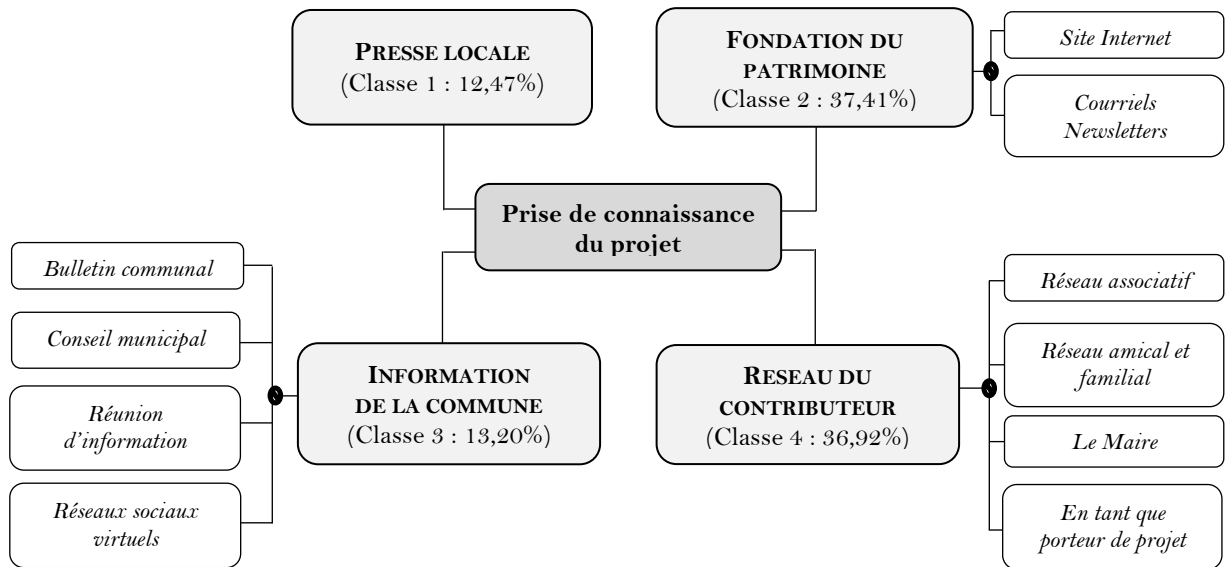 PRESSE LOCALE
(Classe 1 : 12,47%)
FONDATION DU
PATRIMOINE
(Classe 2 : 37,41%)
Site Internet
Courriels
Newsletters
Prise de connaissance
du projet
Bulletin communal
Conseil municipal
Réunion
d’information
Réseaux sociaux
virtuels
INFORMATION
DE LA COMMUNE
(Classe 3 : 13,20%)
RESEAU DU
CONTRIBUTEUR
(Classe 4 : 36,92%)
Réseau associatif
Réseau amical et
familial
Le Maire
En tant que
porteur de projet